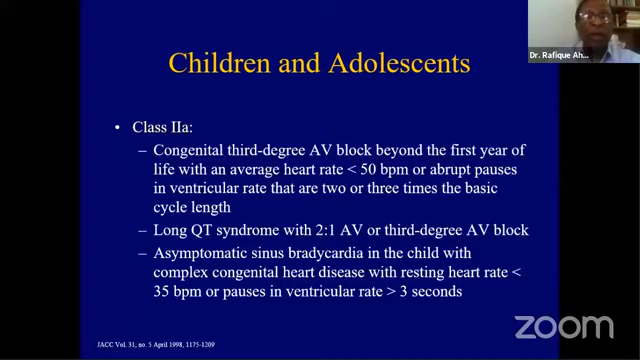 Dr. Rafique Ah...
Children and Adolescents
• Class IIa:
– Congenital third-degree AV block beyond the first year of
life with an average heart rate < 50 bpm or abrupt pauses
in ventricular rate that are two or three times the basic
cycle length
– Long QT syndrome with 2:1 AV or third-degree AV block
– Asymptomatic sinus bradycardia in the child with
complex congenital heart disease with resting heart rate <
35 bpm or pauses in ventricular rate > 3 seconds
zoom
JACC Vol. 31, no. 5 April 1998, 1175-1209